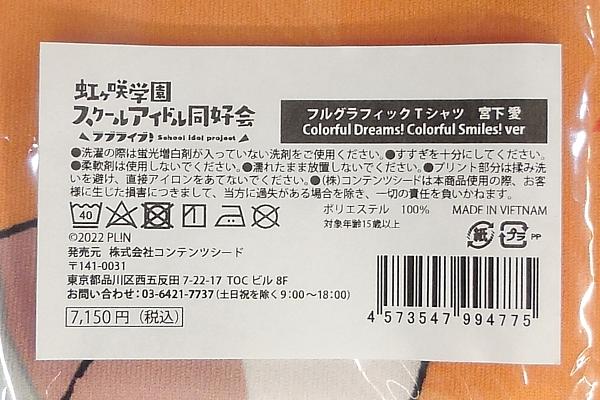 虹ヶ咲学園
スクールアイドル同好会
ラブライブ! School idol project
フルグラフィックTシャツ 宮下 愛
Colorful Dreams! Colorful Smiles! ver
●洗濯の際は蛍光増白剤が入っていない洗剤をご使用ください。●すすぎを十分にしてください。
●柔軟剤は使用しないでください。●濡れたまま放置しないでください。●プリント部分は揉み洗
いを避け、直接アイロンをあてないでください。●(株)コンテンツシードは本商品使用の際、お客
様に生じた損害につきまして、当方に過失がある場合を除き、一切の責任を負いかねます。
40
ポリエステル 100% MADE IN VIETNAM
対象年齢15歳以上
紙 プラ PP
©2022 PL!N
発売元 株式会社コンテンツシード
〒141-0031
東京都品川区西五反田 7-22-17 TOC ビル 8F
お問い合わせ:03-6421-7737(土日祝を除く9:00〜18:00)
7,150円(税込)
4 573547 994775